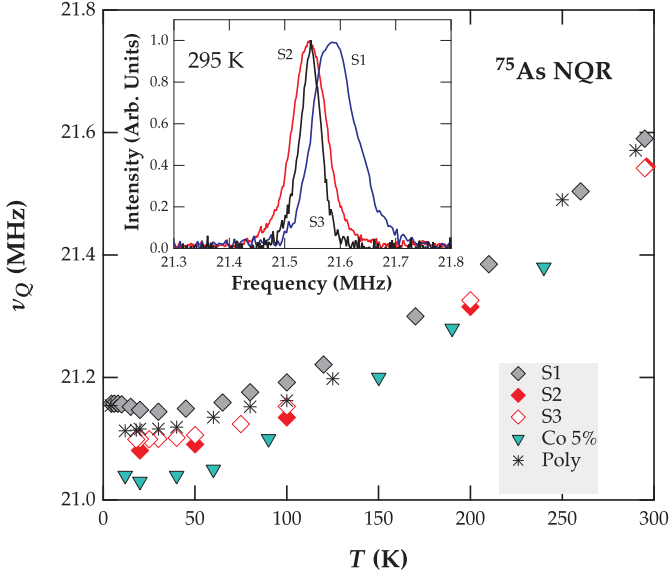 21.8
21.6
21.4
21.2
21.0
ν_Q (MHz)
0
50
100
150
200
250
300
T (K)
⁷⁵As NQR
295 K
S2
S1
S3
1.0
0.8
0.6
0.4
0.2
0.0
Intensity (Arb. Units)
21.3
21.4
21.5
21.6
21.7
21.8
Frequency (MHz)
S1
S2
S3
Co 5%
Poly